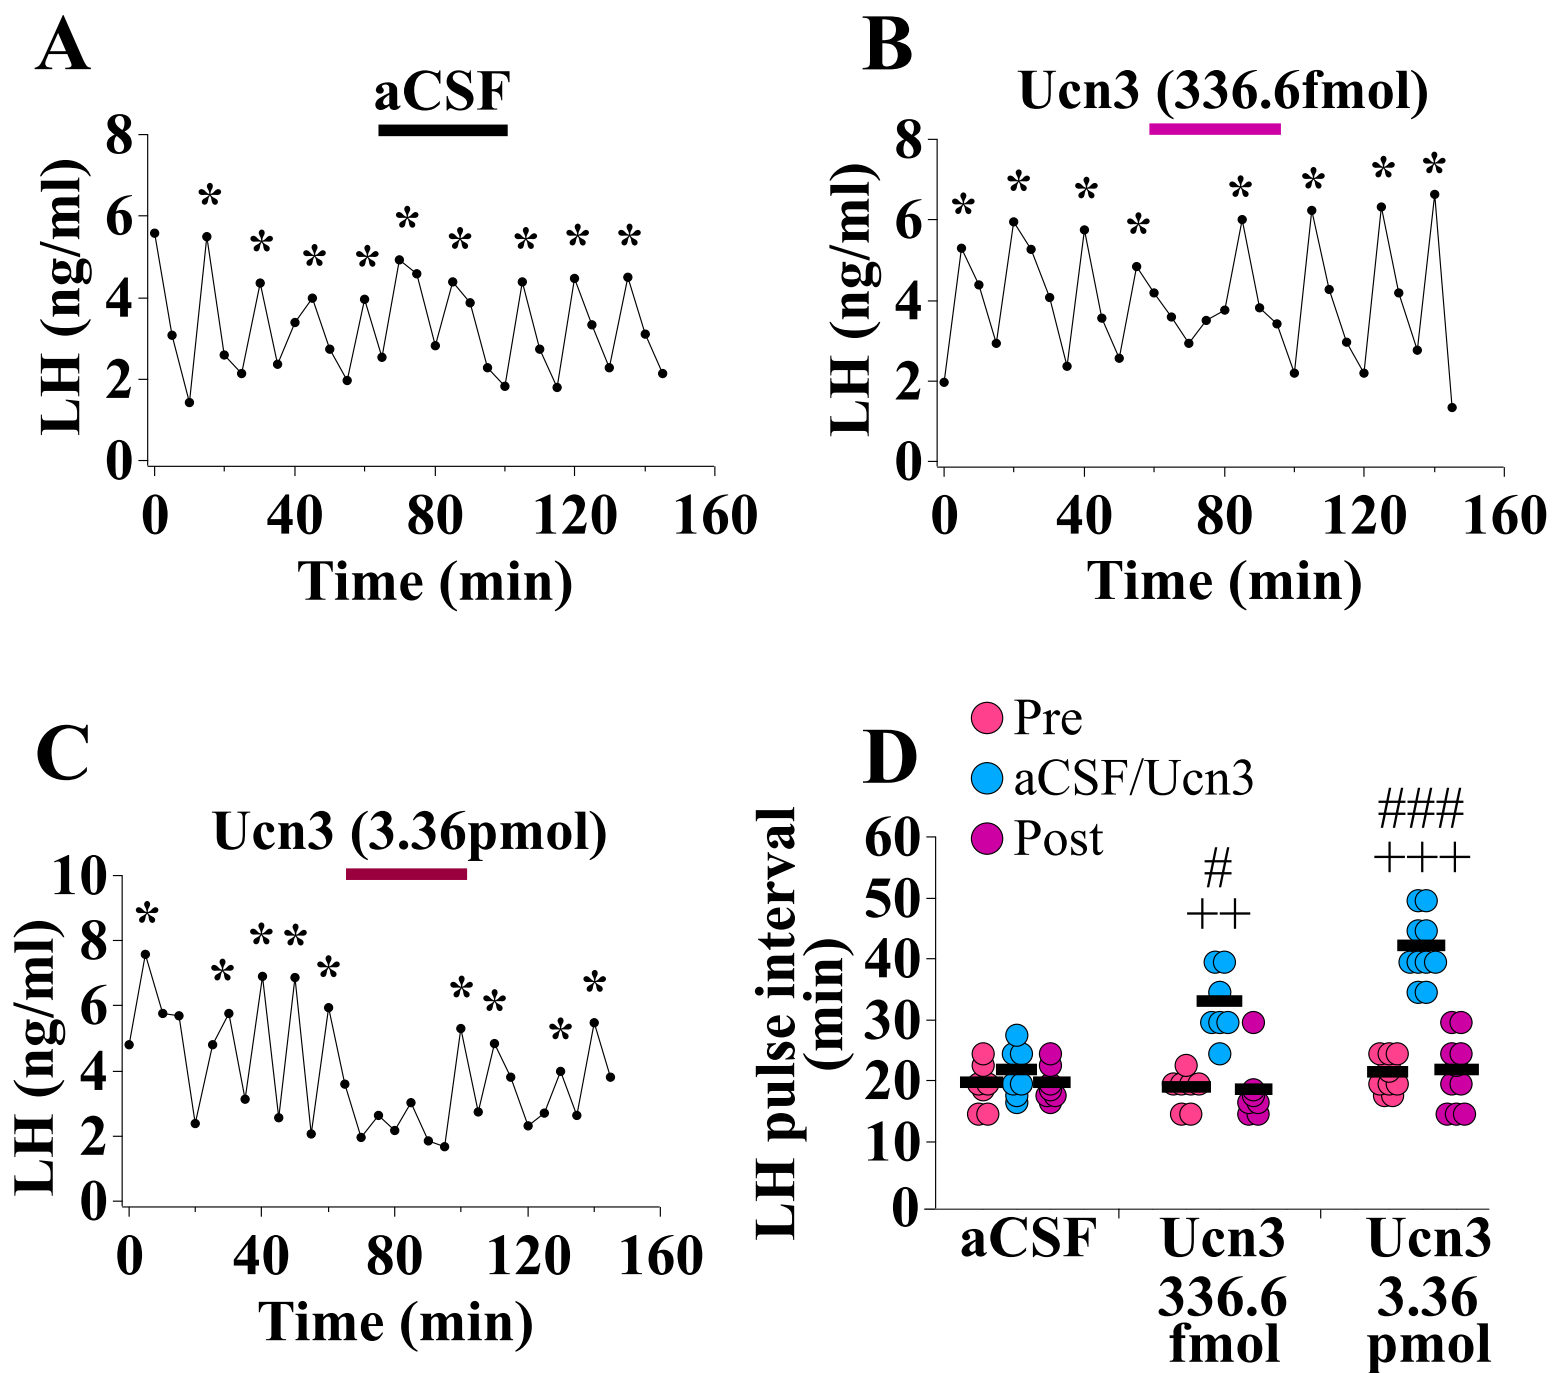 A
aCSF
8
6
4
2
0
LH (ng/ml)
* * * * * * * * *
0 40 80 120 160
Time (min)
B
Ucn3 (336.6fmol)
8
6
4
2
0
LH (ng/ml)
* * * * * * * *
0 40 80 120 160
Time (min)
C
Ucn3 (3.36pmol)
10
8
6
4
2
0
LH (ng/ml)
* * * * * * * * *
0 40 80 120 160
Time (min)
D
Pre
aCSF/Ucn3
Post
60
50
40
30
20
10
0
LH pulse interval
(min)
#
++
###
+++
aCSF
Ucn3
336.6
fmol
Ucn3
3.36
pmol